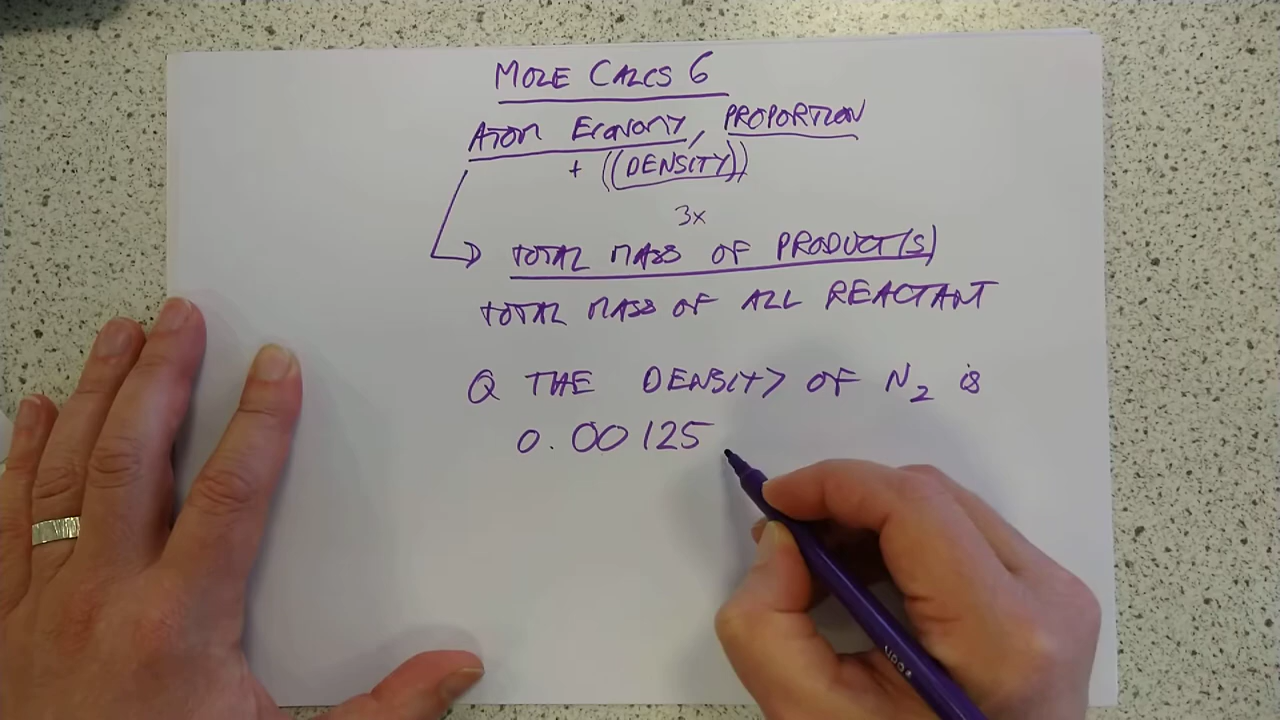 MOLE CALCS 6
ATOM ECONOMY, PROPORTION
+ ((DENSITY))
3x
TOTAL MASS OF PRODUCT(S)
TOTAL MASS OF ALL REACTANT
Q THE DENSITY OF N2 is
0.00125